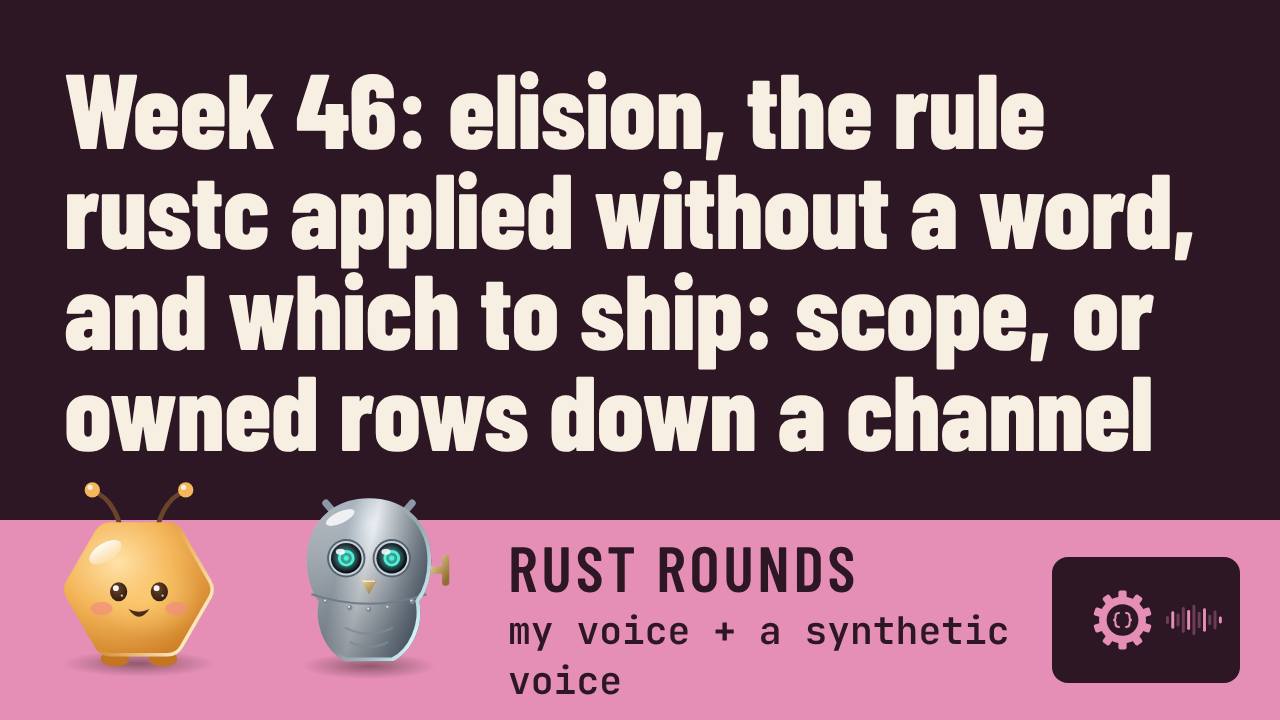 Week 46: elision, the rule
rustc applied without a word,
and which to ship: scope, or
owned rows down a channel
RUST ROUNDS
my voice + a synthetic
voice
{}